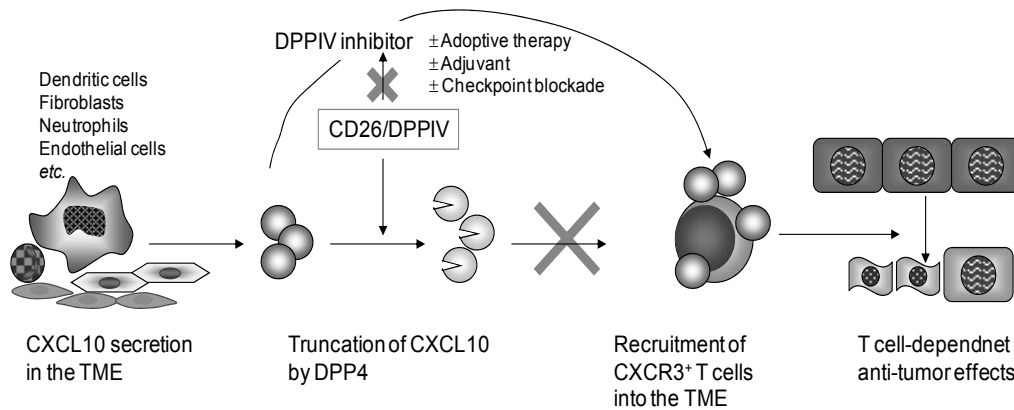 DPPIV inhibitor
± Adoptive therapy
± Adjuvant
± Checkpoint blockade
Dendritic cells
Fibroblasts
Neutrophils
Endothelial cells
etc.
CD26/DPPIV
CXCL10 secretion
in the TME
Truncation of CXCL10
by DPP4
Recruitment of
CXCR3⁺ T cells
into the TME
T cell-dependnet
anti-tumor effects